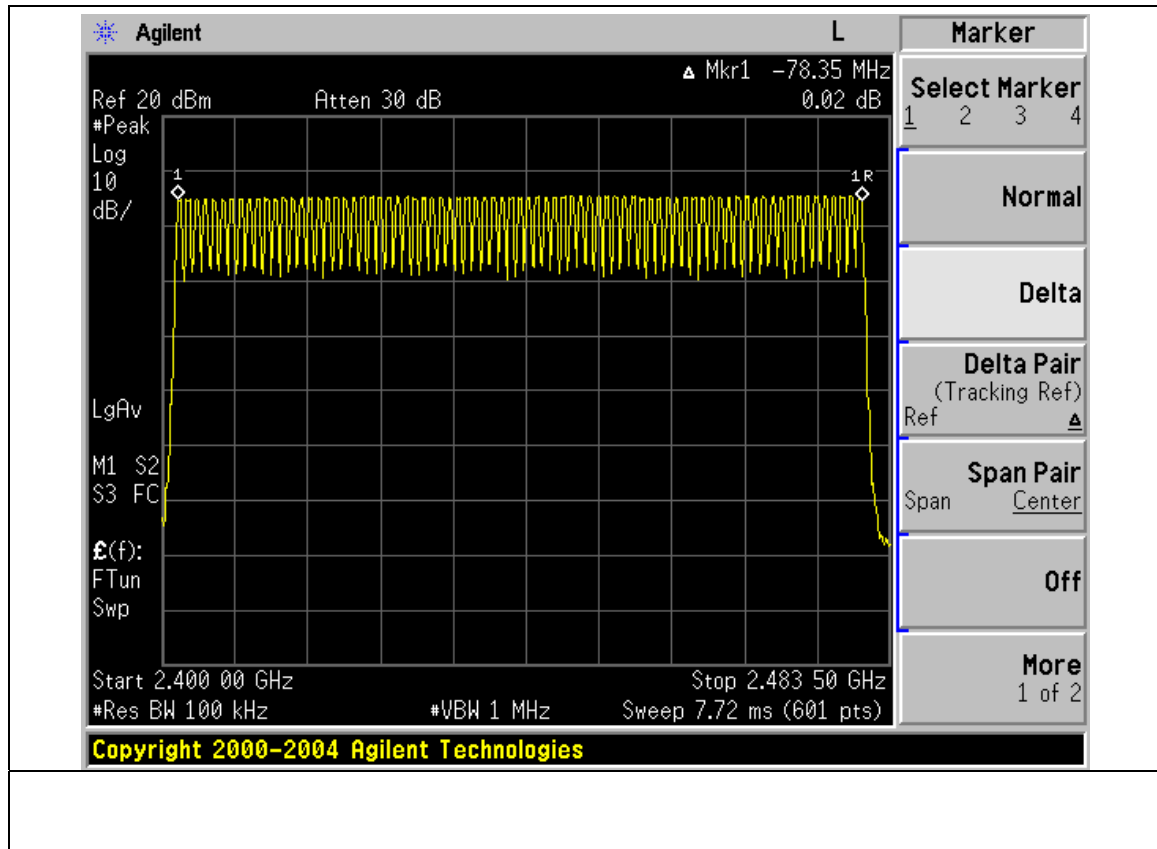 Agilent L
Marker
Δ Mkr1 -78.35 MHz
Ref 20 dBm Atten 30 dB 0.02 dB
#Peak
Log
10
dB/
1
1R
LgAv
M1 S2
S3 FC
£(f):
FTun
Swp
Start 2.400 00 GHz Stop 2.483 50 GHz
#Res BW 100 kHz #VBW 1 MHz Sweep 7.72 ms (601 pts)
Copyright 2000-2004 Agilent Technologies
Select Marker
1 2 3 4
Normal
Delta
Delta Pair
(Tracking Ref)
Ref Δ
Span Pair
Span Center
Off
More
1 of 2